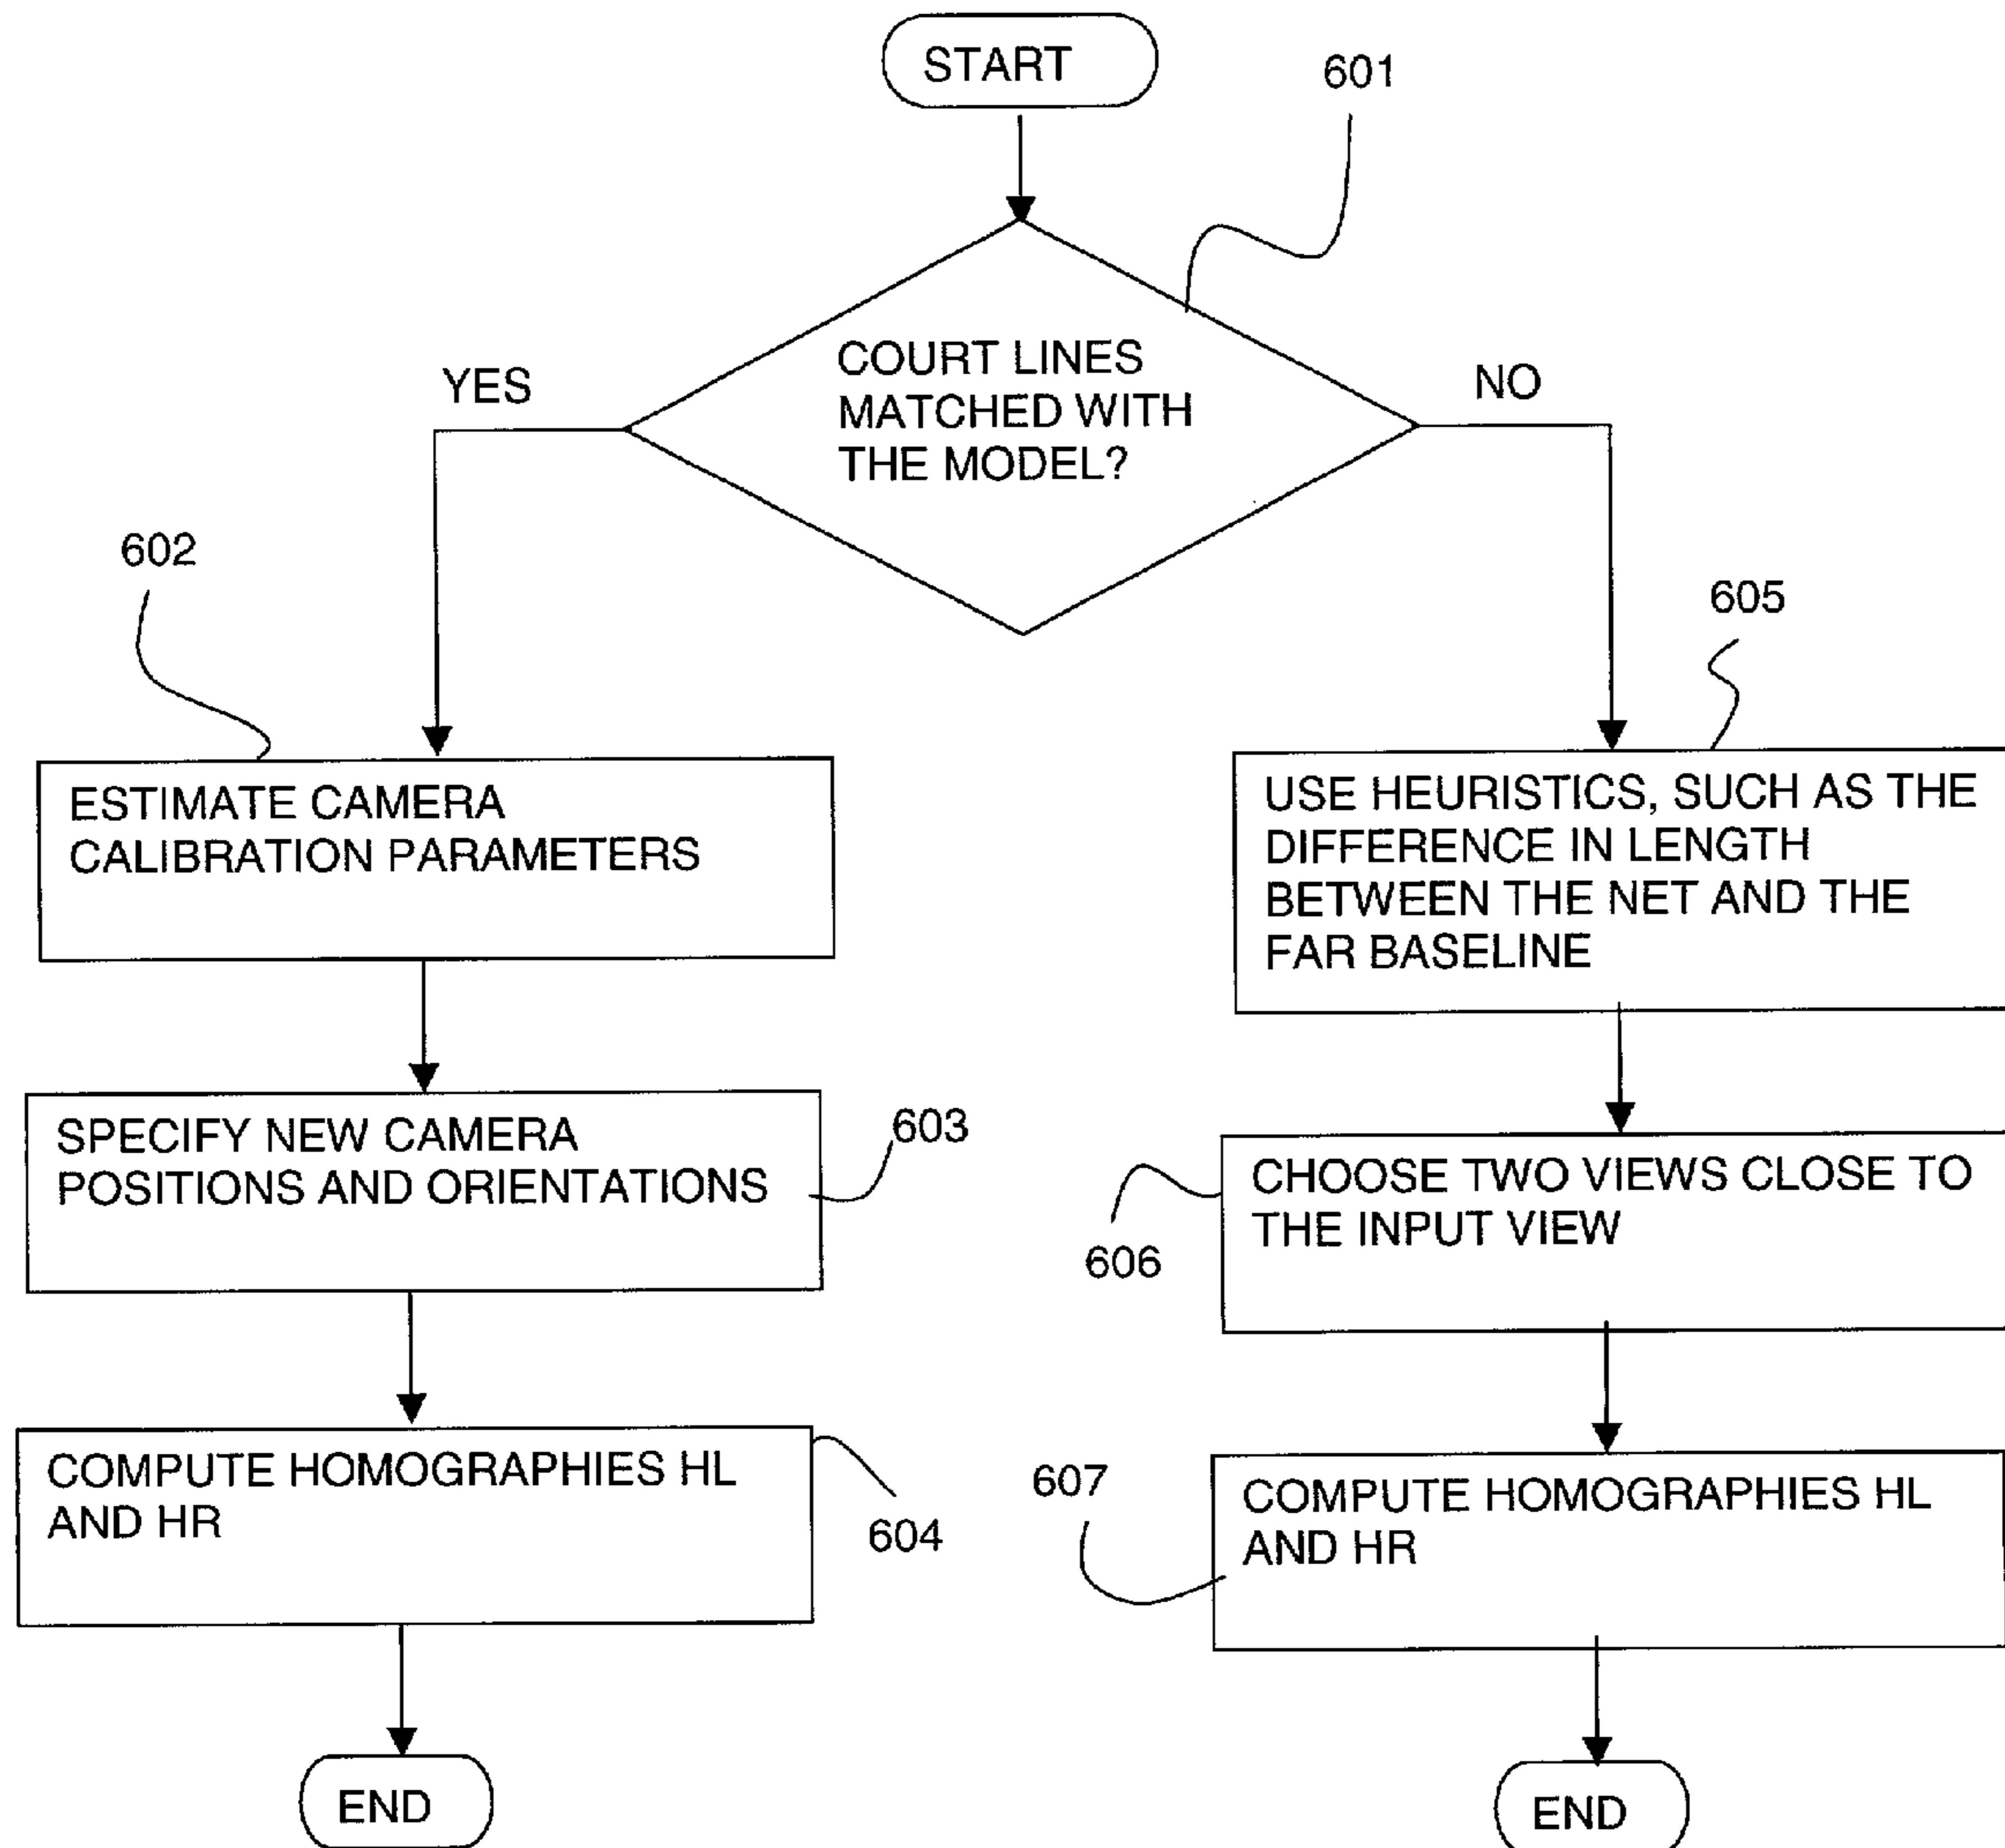 START
601
COURT LINES
MATCHED WITH
THE MODEL?
YES
NO
602
605
ESTIMATE CAMERA
CALIBRATION PARAMETERS
USE HEURISTICS, SUCH AS THE
DIFFERENCE IN LENGTH
BETWEEN THE NET AND THE
FAR BASELINE
SPECIFY NEW CAMERA
POSITIONS AND ORIENTATIONS
603
CHOOSE TWO VIEWS CLOSE TO
THE INPUT VIEW
606
COMPUTE HOMOGRAPHIES HL
AND HR
604
607
COMPUTE HOMOGRAPHIES HL
AND HR
END
END